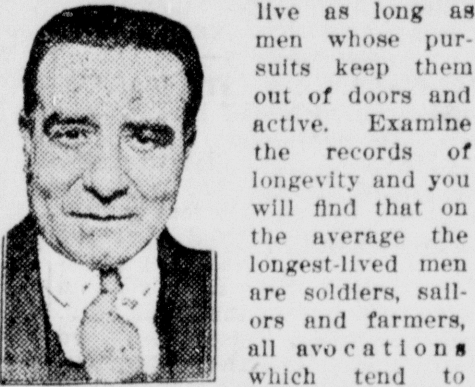 live as long as
men whose pur-
suits keep them
out of doors and
active. Examine
the records of
longevity and you
will find that on
the average the
longest-lived men
are soldiers, sail-
ors and farmers,
all avocations
which tend to